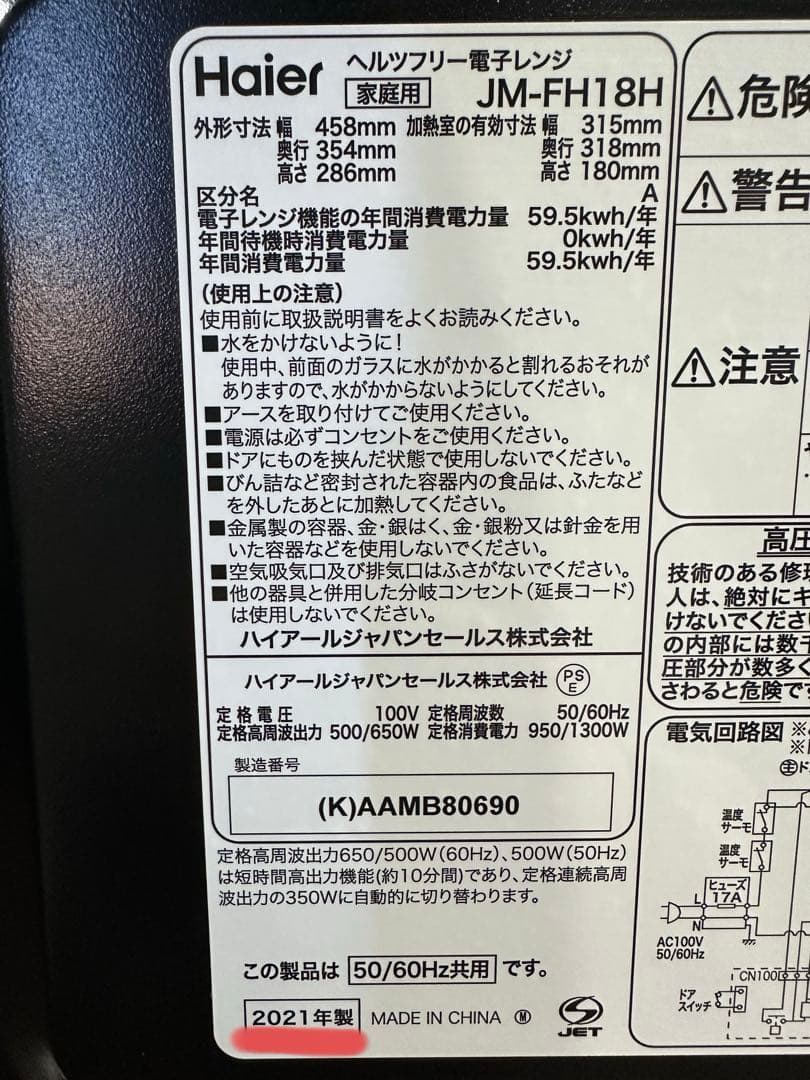 Haier
ヘルツフリー電子レンジ
家庭用 JM-FH18H
外形寸法 幅 458mm 加熱室の有効寸法 幅 315mm
奥行 354mm 奥行 318mm
高さ 286mm 高さ 180mm
区分名 A
電子レンジ機能の年間消費電力量 59.5kwh/年
年間待機時消費電力量 0kwh/年
年間消費電力量 59.5kwh/年
(使用上の注意)
使用前に取扱説明書をよくお読みください。
■水をかけないように!
使用中、前面のガラスに水がかかると割れるおそれが
ありますので、水がかからないようにしてください。
■アースを取り付けてご使用ください。
■電源は必ずコンセントをご使用ください。
■ドアにものを挟んだ状態で使用しないでください。
■びん詰など密封された容器内の食品は、ふたなど
を外したあとに加熱してください。
■金属製の容器、金・銀はく、金・銀粉又は針金を用
いた容器などを使用しないでください。
■空気吸気口及び排気口はふさがないでください。
■他の器具と併用した分岐コンセント(延長コード)
は使用しないでください。
ハイアールジャパンセールス株式会社
ハイアールジャパンセールス株式会社 PS E
定格電圧 100V 定格周波数 50/60Hz
定格高周波出力 500/650W 定格消費電力 950/1300W
製造番号
(K)AAMB80690
定格高周波出力650/500W(60Hz)、500W(50Hz)
は短時間高出力機能(約10分間)であり、定格連続高周
波出力の350Wに自動的に切り替わります。
この製品は 50/60Hz共用 です。
2021年製 MADE IN CHINA Ⓜ JET
危険
警告
注意
高圧
技術のある修理
人は、絶対にキ
けないでくださ
の内部には数千
圧部分が数多く
さわると危険です
電気回路図 ※
※
主 ド
温度
サーモ
温度
サーモ
ヒューズ
17A
L
N
AC100V
50/60Hz
CN100
ドア
スイッチ